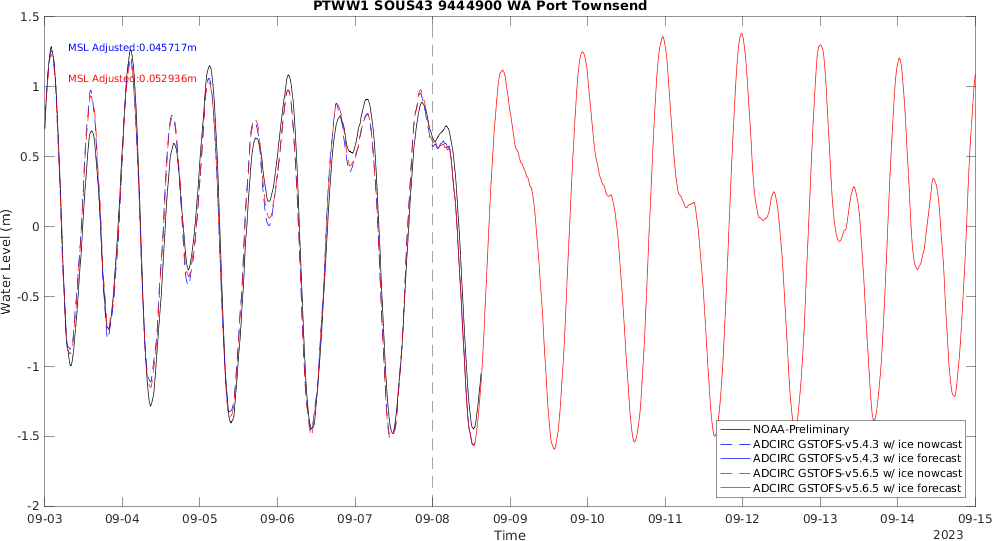 PTWW1 SOUS43 9444900 WA Port Townsend
MSL Adjusted:0.045717m
MSL Adjusted:0.052936m
Water Level (m)
1.5
1
0.5
0
-0.5
-1
-1.5
-2
NOAA-Preliminary
ADCIRC GSTOFS-v5.4.3 w/ ice nowcast
ADCIRC GSTOFS-v5.4.3 w/ ice forecast
ADCIRC GSTOFS-v5.6.5 w/ ice nowcast
ADCIRC GSTOFS-v5.6.5 w/ ice forecast
09-03 09-04 09-05 09-06 09-07 09-08 09-09 09-10 09-11 09-12 09-13 09-14 09-15
Time
2023